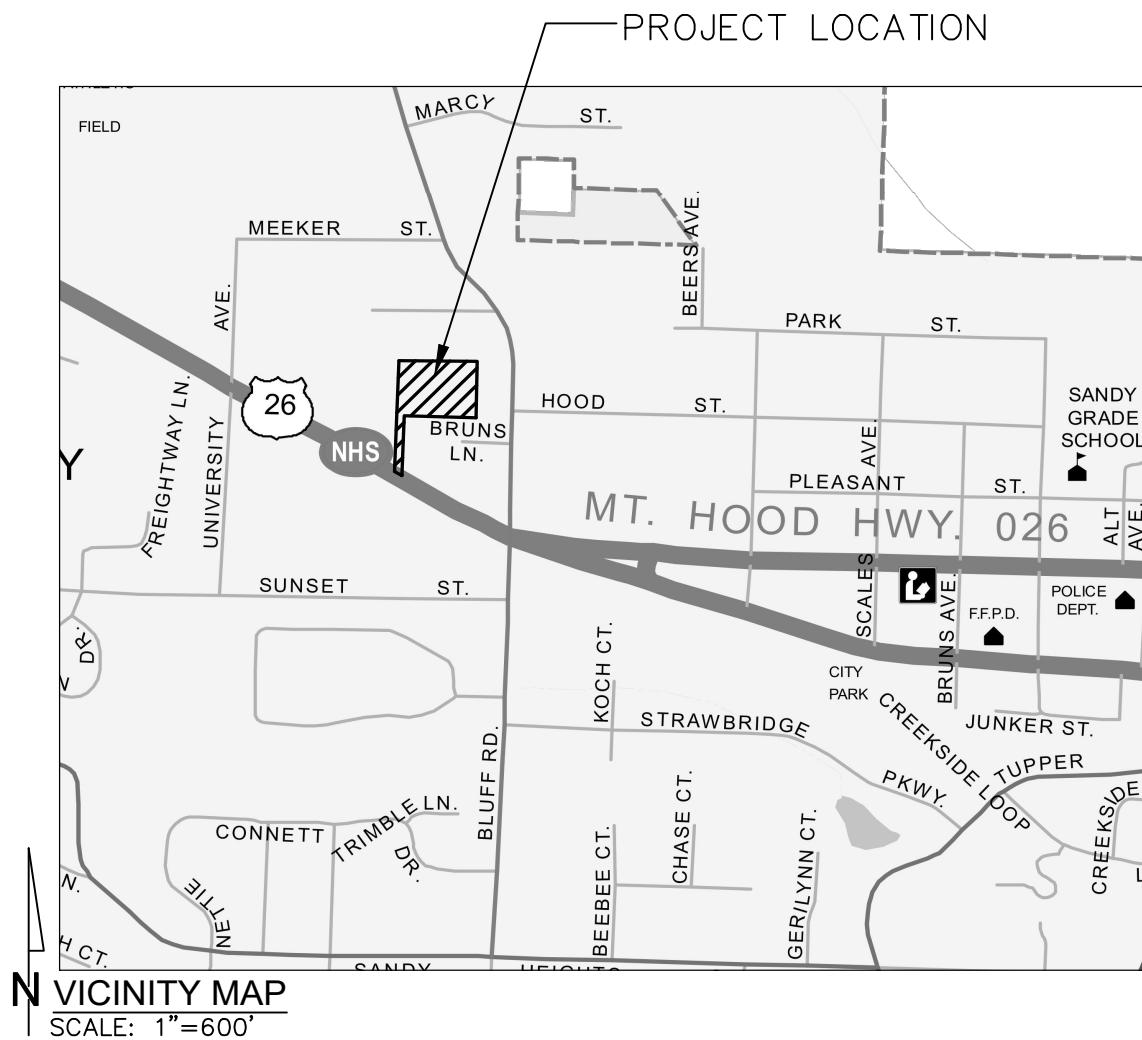 PROJECT LOCATION
FIELD
MARCY ST.
MEEKER ST.
BEERS AVE.
AVE.
PARK ST.
FREIGHTWAY LN.
26
HOOD ST.
SANDY
GRADE
SCHOOL
UNIVERSITY
BRUNS
LN.
NHS
AVE.
Y
PLEASANT ST.
MT. HOOD HWY. 026
ALT
AVE.
SCALES
SUNSET ST.
BRUNS AVE.
POLICE
DEPT.
F.F.P.D.
DR.
N
KOCH CT.
CITY
PARK
CREEKSIDE LOOP
STRAWBRIDGE
PKWY.
JUNKER ST.
BLUFF RD.
TUPPER
CONNETT
TRIMBLE LN.
DR.
CHASE CT.
BEEBEE CT.
GERILYNN CT.
CREEKSIDE
L
NETTIE
N.
H CT.
SANDY HEIGHTS
N
VICINITY MAP
SCALE: 1"=600'